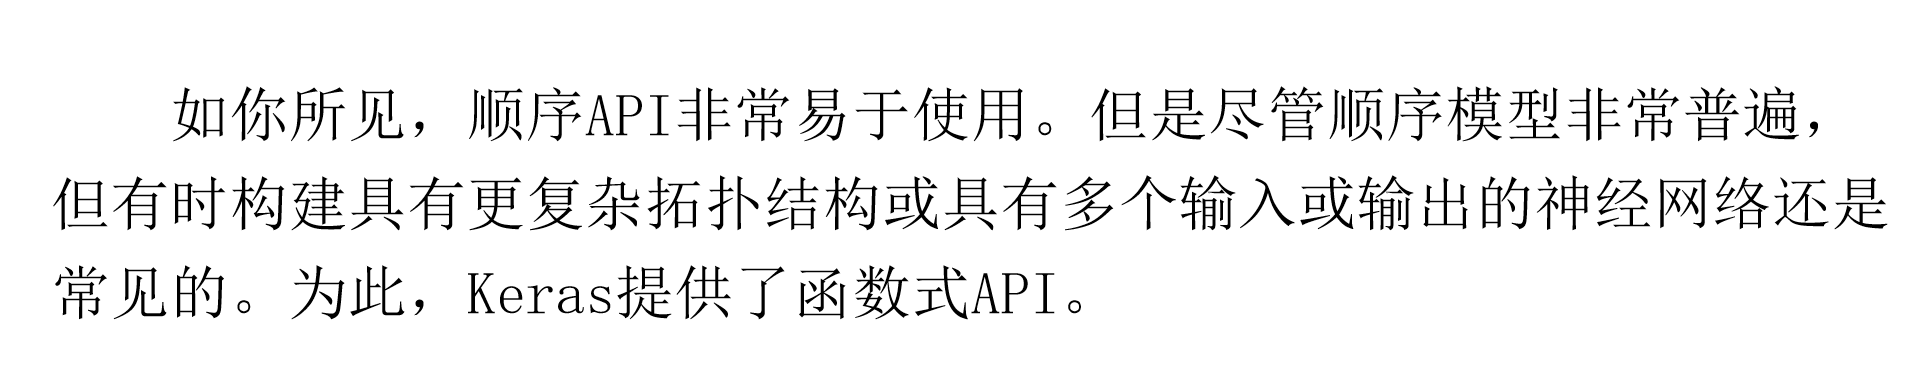 如你所见，顺序API非常易于使用。但是尽管顺序模型非常普遍，
但有时构建具有更复杂拓扑结构或具有多个输入或输出的神经网络还是
常见的。为此，Keras提供了函数式API。